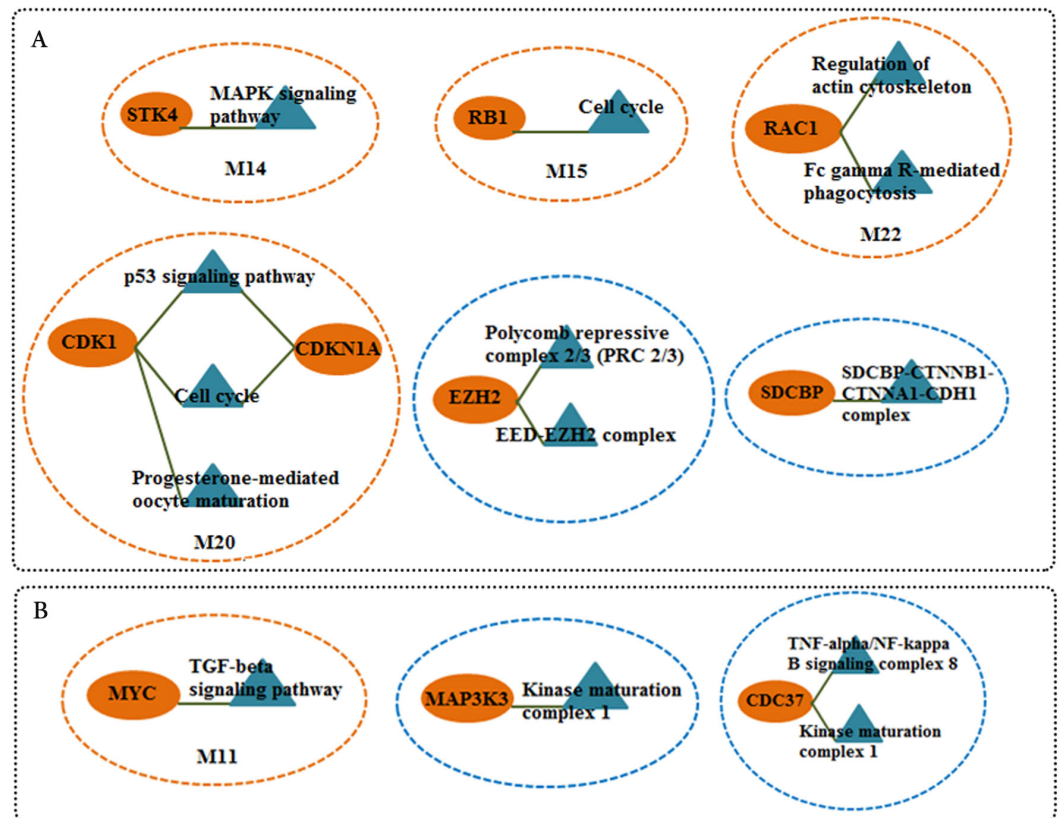 A
STK4
MAPK signaling
pathway
M14
RB1
Cell cycle
M15
RAC1
Regulation of
actin cytoskeleton
Fc gamma R-mediated
phagocytosis
M22
CDK1
p53 signaling pathway
CDKN1A
Cell cycle
Progesterone-mediated
oocyte maturation
M20
EZH2
Polycomb repressive
complex 2/3 (PRC 2/3)
EED-EZH2 complex
SDCBP
SDCBP-CTNNB1-
CTNNA1-CDH1
complex
B
MYC
TGF-beta
signaling pathway
M11
MAP3K3
Kinase maturation
complex 1
CDC37
TNF-alpha/NF-kappa
B signaling complex 8
Kinase maturation
complex 1